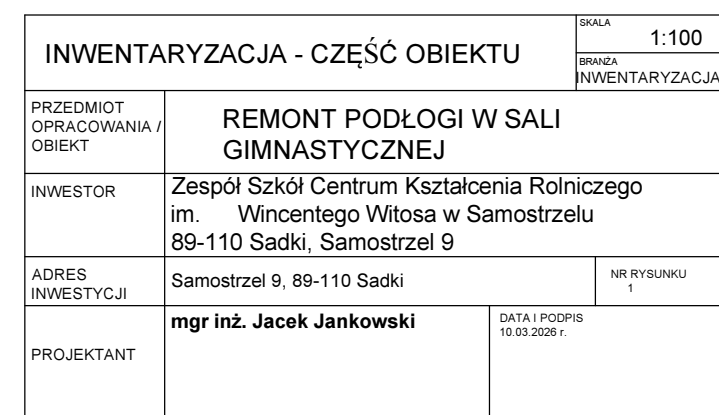 INWENTARYZACJA - CZĘŚĆ OBIEKTU
SKALA
1:100
BRANŻA
INWENTARYZACJA
PRZEDMIOT
OPRACOWANIA /
OBIEKT
REMONT PODŁOGI W SALI
GIMNASTYCZNEJ
INWESTOR
Zespół Szkół Centrum Kształcenia Rolniczego
im. Wincentego Witosa w Samostrzelu
89-110 Sadki, Samostrzel 9
ADRES
INWESTYCJI
Samostrzel 9, 89-110 Sadki
NR RYSUNKU
1
PROJEKTANT
mgr inż. Jacek Jankowski
DATA I PODPIS
10.03.2026 r.